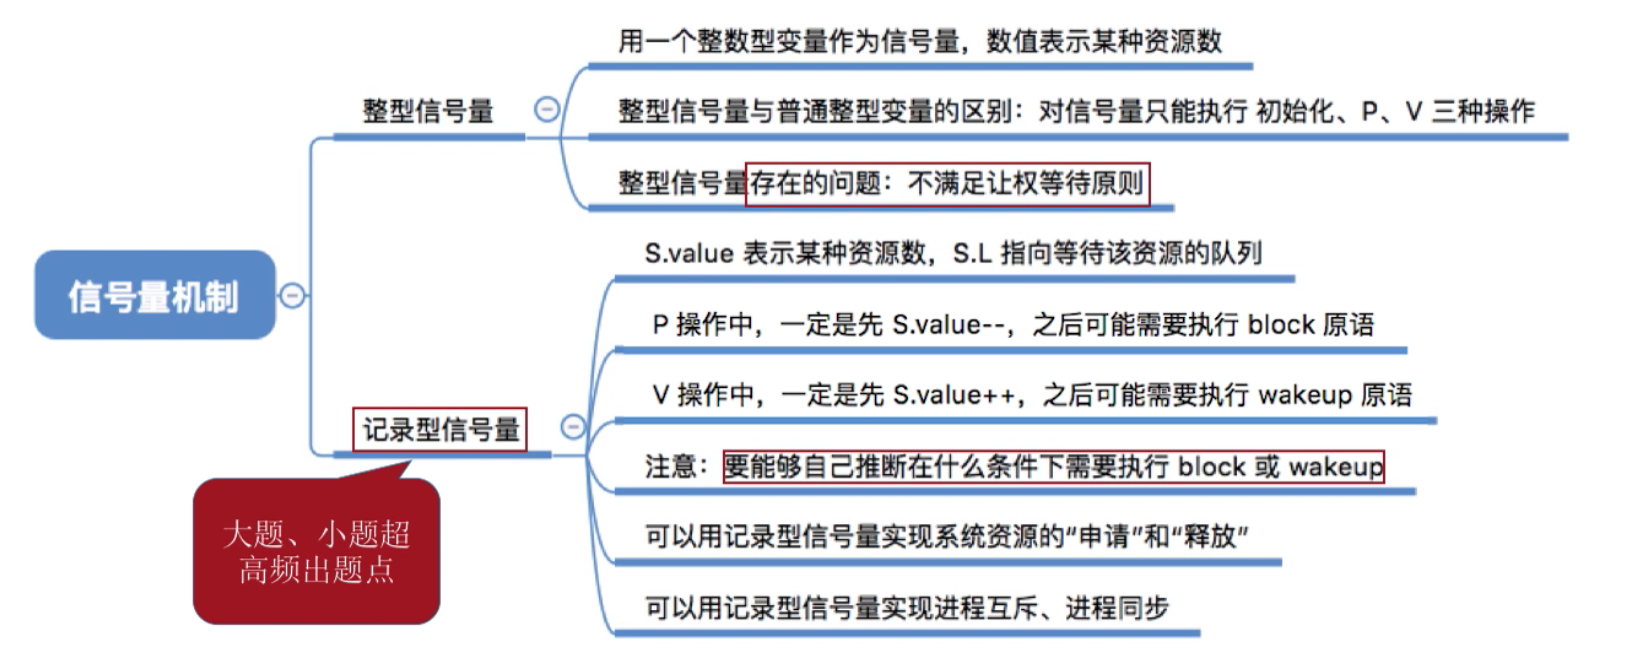 用一个整数型变量作为信号量，数值表示某种资源数
整型信号量
整型信号量与普通整型变量的区别：对信号量只能执行 初始化、P、V 三种操作
整型信号量存在的问题：不满足让权等待原则
信号量机制
S.value 表示某种资源数，S.L 指向等待该资源的队列
P 操作中，一定是先 S.value--，之后可能需要执行 block 原语
V 操作中，一定是先 S.value++，之后可能需要执行 wakeup 原语
记录型信号量
注意：要能够自己推断在什么条件下需要执行 block 或 wakeup
可以用记录型信号量实现系统资源的“申请”和“释放”
可以用记录型信号量实现进程互斥、进程同步
大题、小题超
高频出题点